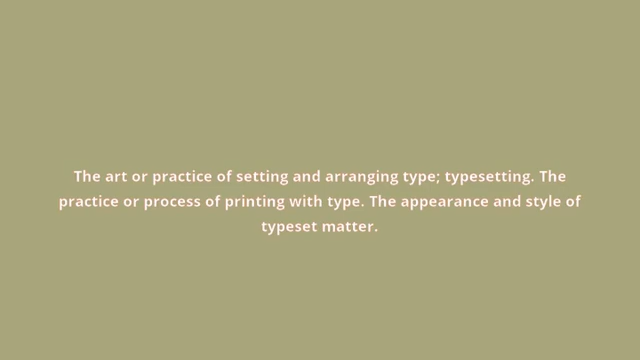 The art or practice of setting and arranging type; typesetting. The
practice or process of printing with type. The appearance and style of
typeset matter.